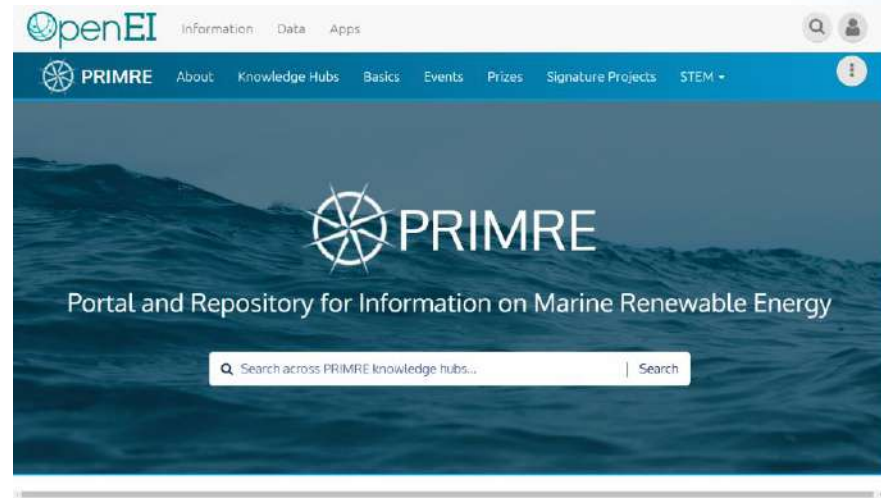 OpenEI Information Data Apps
PRIMRE About Knowledge Hubs Basics Events Prizes Signature Projects STEM
PRIMRE
Portal and Repository for Information on Marine Renewable Energy
Search across PRIMRE knowledge hubs... | Search